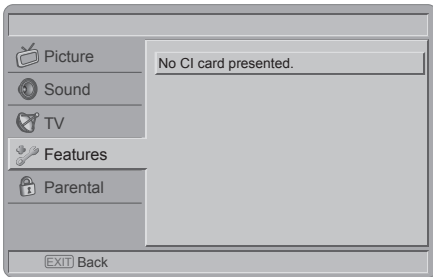 Picture
No CI card presented.
Sound
TV
Features
Parental
EXIT Back